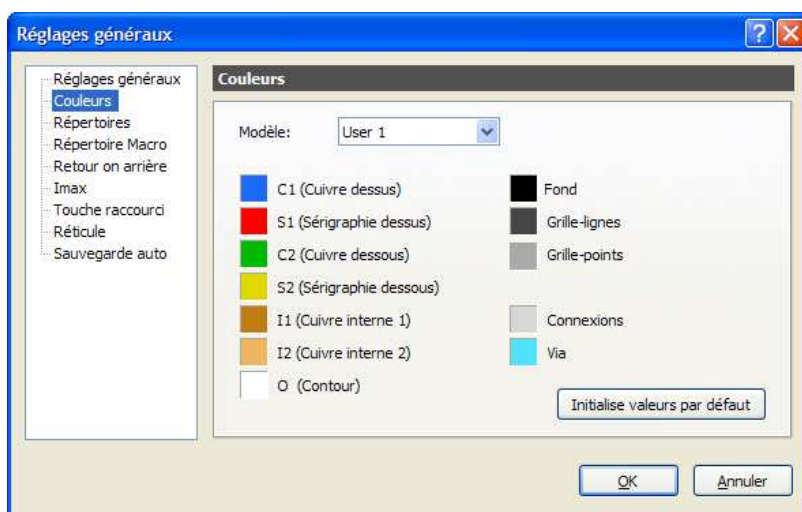 Réglages généraux
Réglages généraux
Couleurs
Répertoires
Répertoire Macro
Retour on arrière
Imax
Touche raccourci
Réticule
Sauvegarde auto
Couleurs
Modèle: User 1
C1 (Cuivre dessus) Fond
S1 (Sérigraphie dessus) Grille-lignes
C2 (Cuivre dessous) Grille-points
S2 (Sérigraphie dessous)
I1 (Cuivre interne 1) Connexions
I2 (Cuivre interne 2) Via
O (Contour)
Initialise valeurs par défaut
OK Annuler